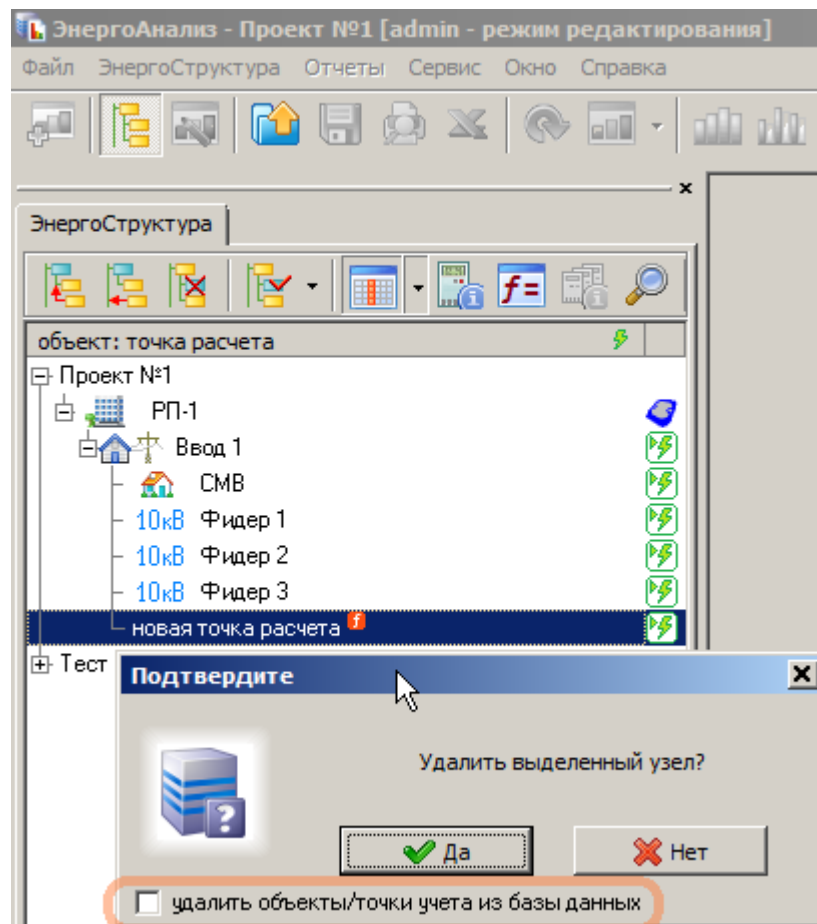 ЭнергоАнализ - Проект №1 [admin - режим редактирования]
Файл ЭнергоСтруктура Отчеты Сервис Окно Справка
ЭнергоСтруктура
f=
объект: точка расчета
Проект №1
РП-1
Ввод 1
СМВ
10кВ Фидер 1
10кВ Фидер 2
10кВ Фидер 3
новая точка расчета f
Тест
Подтвердите
Удалить выделенный узел?
Да Нет
удалить объекты/точки учета из базы данных